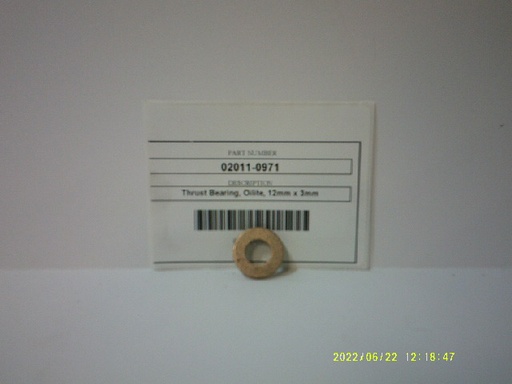 PART NUMBER
02011-0971
DESCRIPTION
Thrust Bearing, Oilite, 12mm x 3mm
2022/06/22 12:18:47